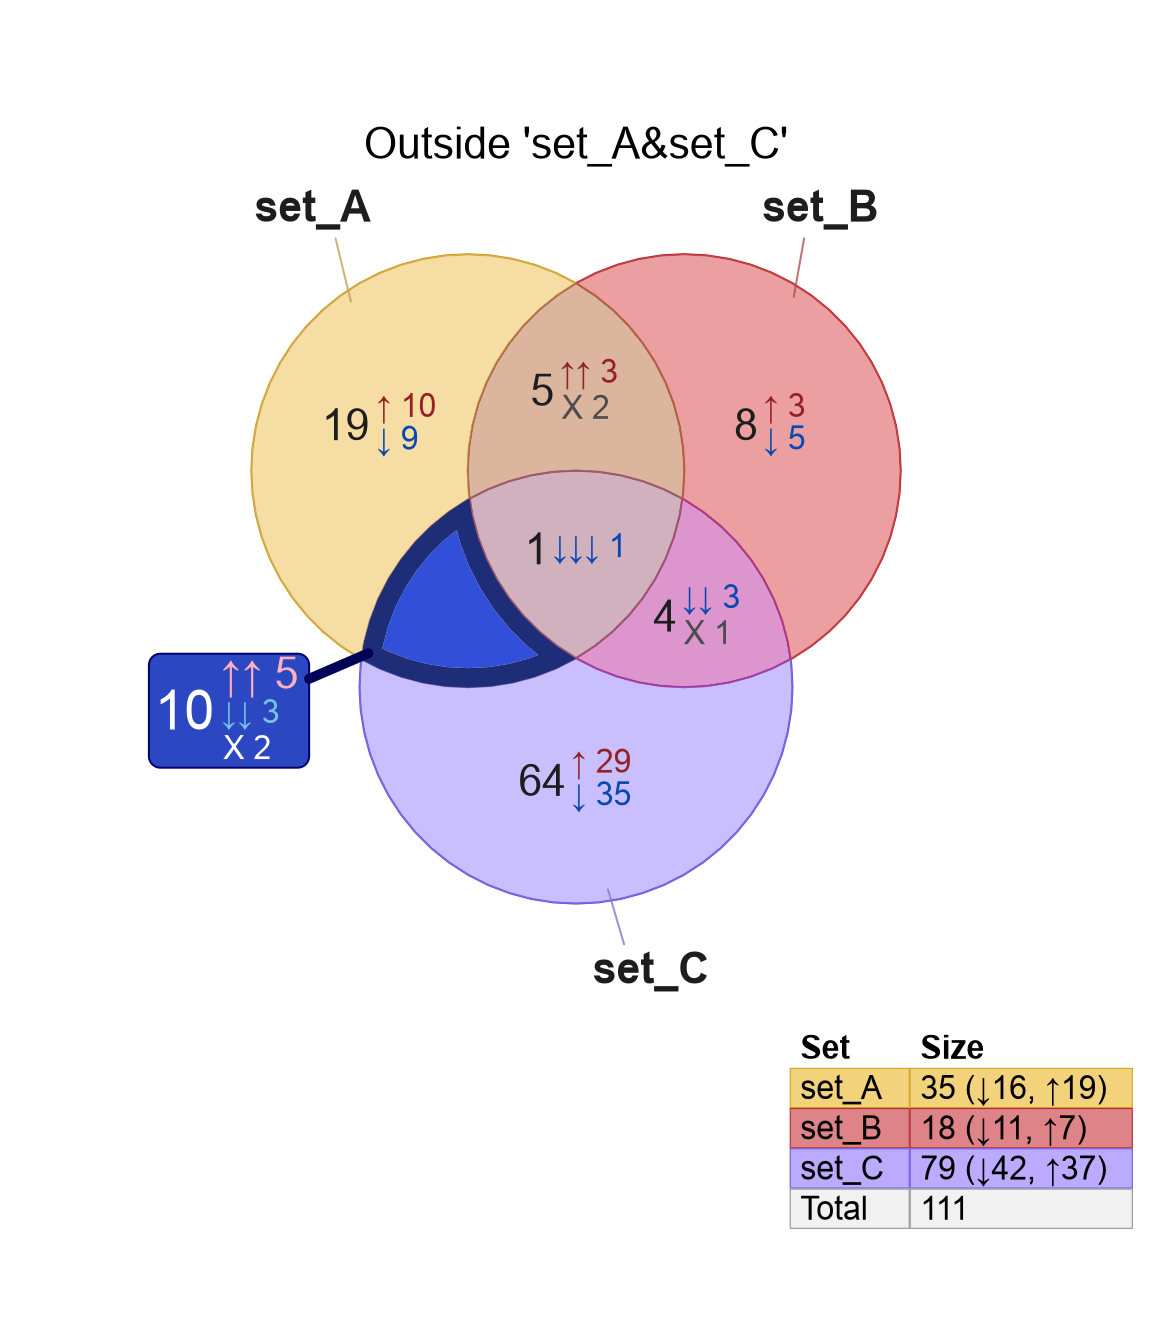 Outside 'set_A&set_C'
set_A
set_B
5 ↑↑ 3
X 2
19 ↑ 10
↓ 9
8 ↑ 3
↓ 5
1 ↓↓↓ 1
4 ↓↓ 3
X 1
10 ↑↑ 5
↓↓ 3
X 2
64 ↑ 29
↓ 35
set_C
Set Size
set_A 35 (↓16, ↑19)
set_B 18 (↓11, ↑7)
set_C 79 (↓42, ↑37)
Total 111